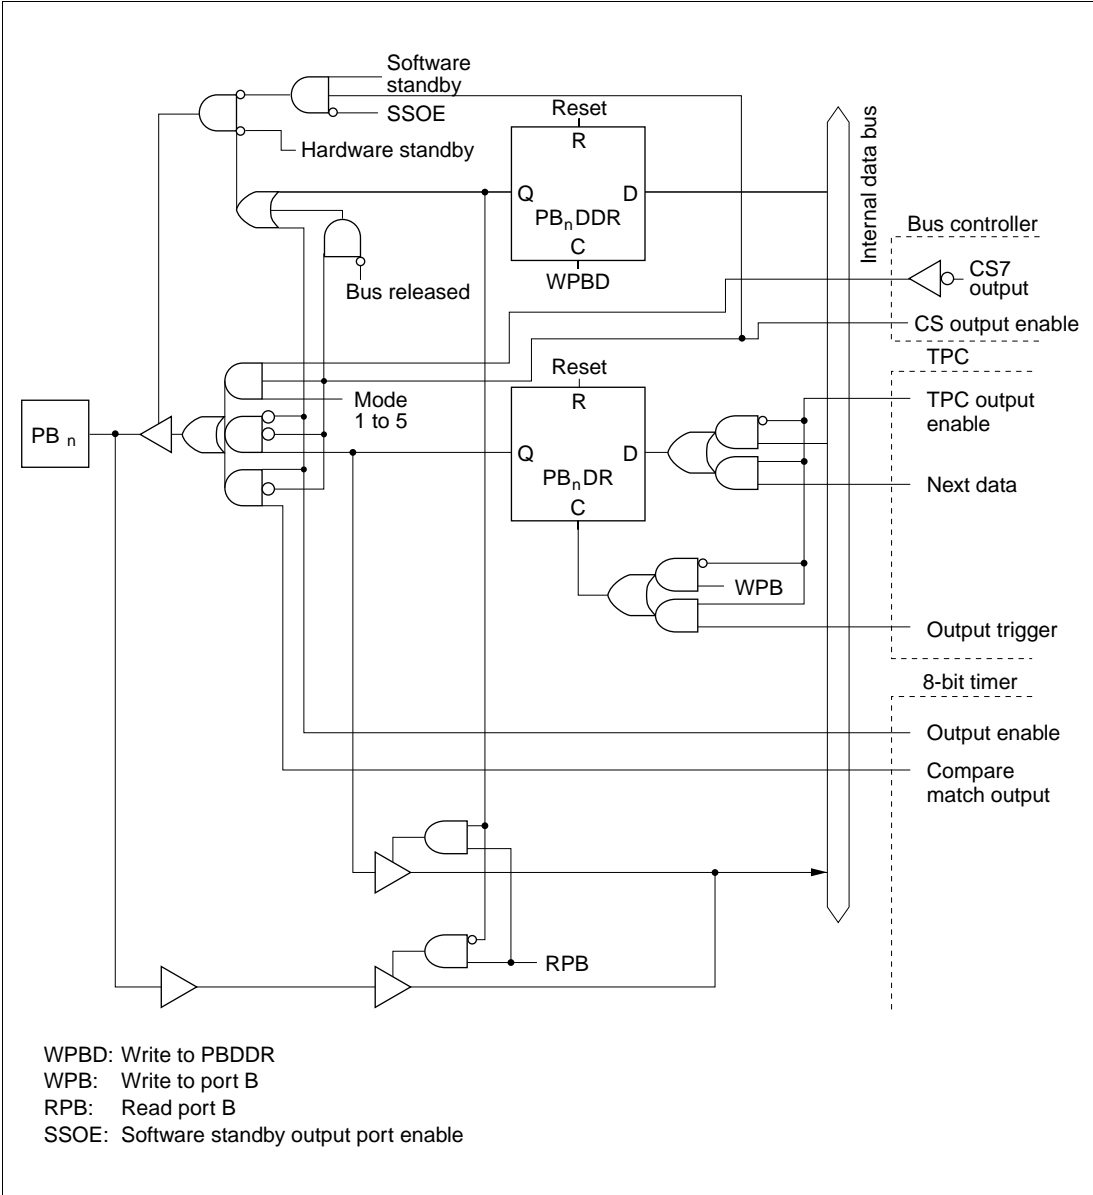 Software
standby
SSOE
Hardware standby
Reset
R
Q
D
PBnDDR
C
WPBD
Internal data bus
Bus controller
CS7
output
CS output enable
Bus released
TPC
Reset
R
Mode
1 to 5
TPC output
enable
PB n
Q
D
PBnDR
C
Next data
WPB
Output trigger
8-bit timer
Output enable
Compare
match output
RPB
WPBD: Write to PBDDR
WPB: Write to port B
RPB: Read port B
SSOE: Software standby output port enable